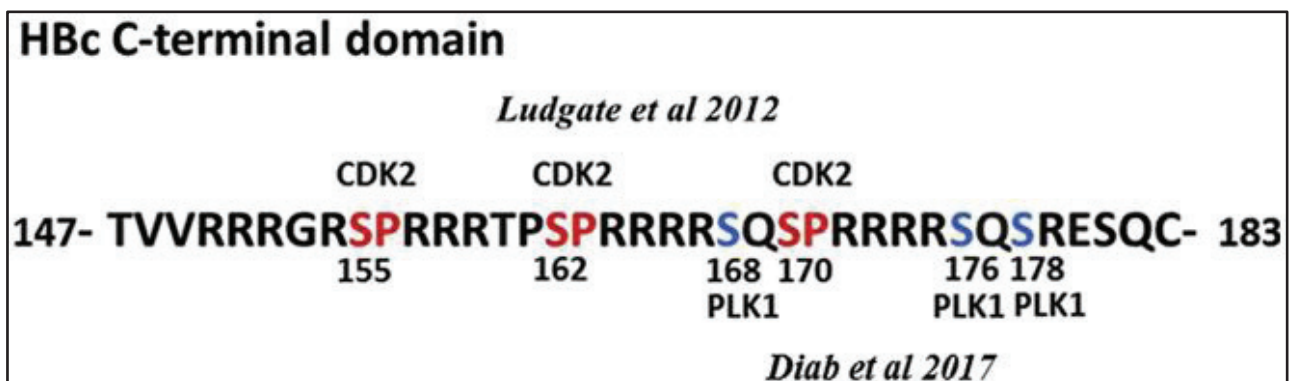 HBc C-terminal domain
Ludgate et al 2012
CDK2 CDK2 CDK2
147- TVVRRRGRSPRRRTPSPRRRRSQSPRRRRSQSRESQC- 183
155 162 168 170 176 178
PLK1 PLK1 PLK1
Diab et al 2017